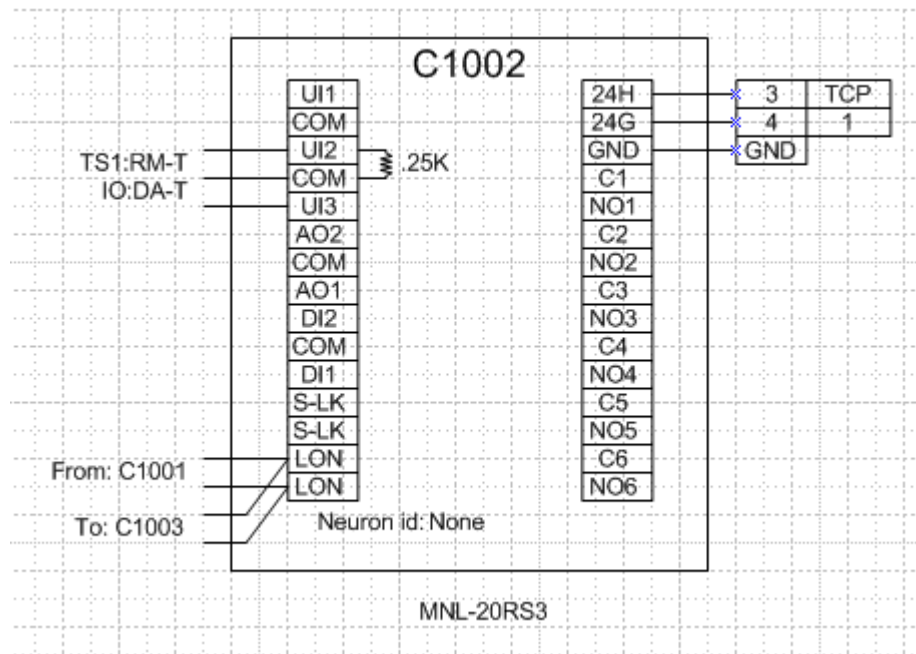 C1002
UI1
COM
UI2
COM
UI3
AO2
COM
AO1
DI2
COM
DI1
S-LK
S-LK
LON
LON
TS1:RM-T
IO:DA-T
From: C1001
To: C1003
.25K
24H
24G
GND
C1
NO1
C2
NO2
C3
NO3
C4
NO4
C5
NO5
C6
NO6
3 TCP
4 1
GND
Neuron id: None
MNL-20RS3